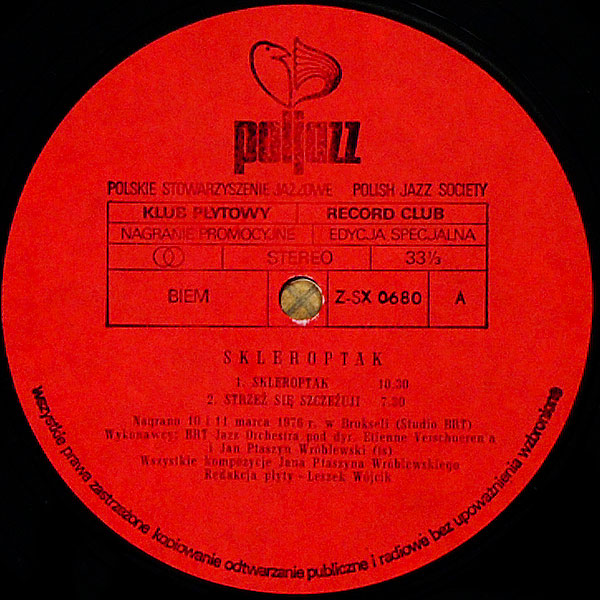 poljazz
POLSKIE STOWARZYSZENIE JAZZOWE POLISH JAZZ SOCIETY
KLUB PŁYTOWY RECORD CLUB
NAGRANIE PROMOCYJNE EDYCJA SPECJALNA
STEREO 33⅓
BIEM Z-SX 0680 A
SKLEROPTAK
1. SKLEROPTAK 10.30
2. STRZEŻ SIĘ SZCZEŻUJI 7.30
Nagrano 10 i 11 marca 1976 r. w Brukseli (Studio BRT)
Wykonawcy: BRT Jazz Orchestra pod dyr. Etienne Verschueren'a
i Jan Ptaszyn Wróblewski (ts)
Wszystkie kompozycje Jana Ptaszyna Wróblewskiego
Redakcja płyty - Leszek Wójcik
wszystkie prawa zastrzeżone kopiowanie odtwarzanie publiczne i radiowe bez upoważnienia wzbronione